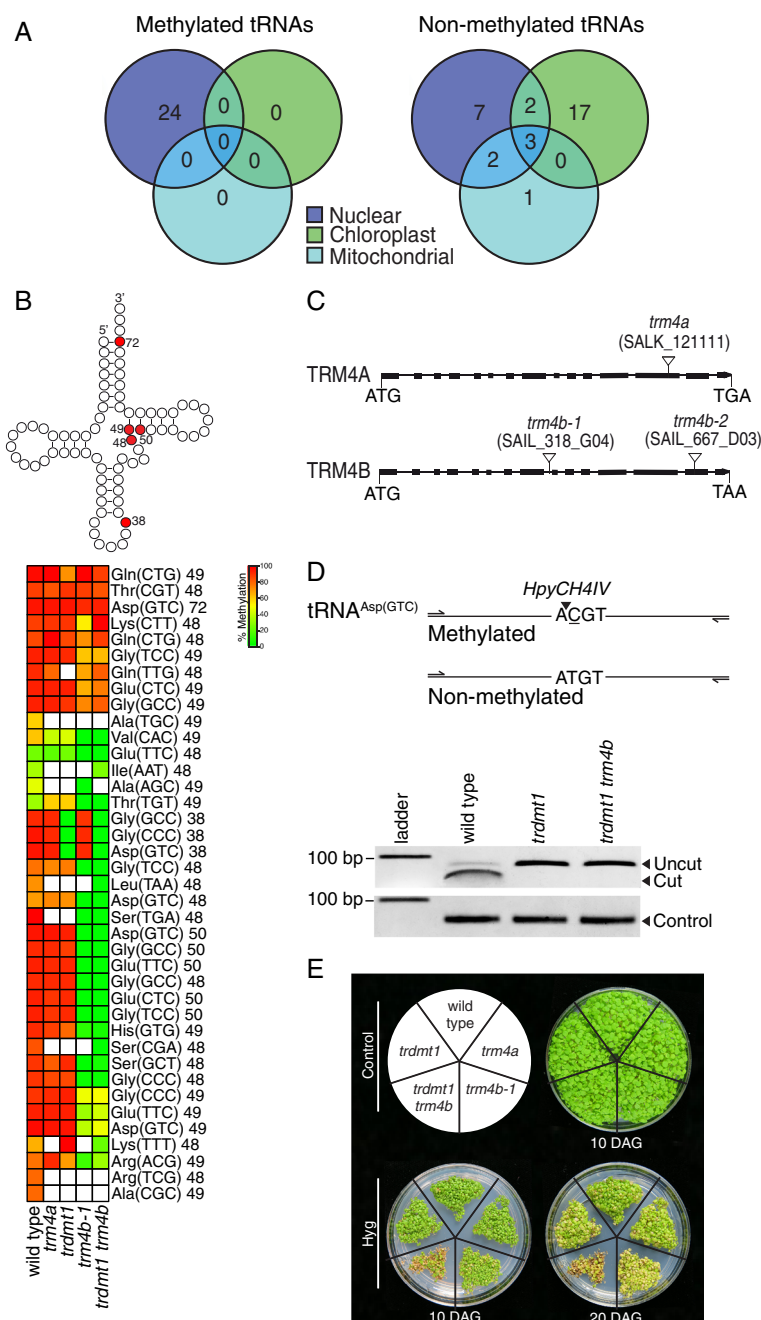 A
Methylated tRNAs
Non-methylated tRNAs
24
0
0
0
0
0
0
7
2
17
3
2
0
1
Nuclear
Chloroplast
Mitochondrial
B
3'
5'
72
49
48
50
38
% Methylation
100
80
60
40
20
0
Gln(CTG) 49
Thr(CGT) 48
Asp(GTC) 72
Lys(CTT) 48
Gln(CTG) 48
Gly(TCC) 49
Gln(TTG) 48
Glu(CTC) 49
Gly(GCC) 49
Ala(TGC) 49
Val(CAC) 49
Glu(TTC) 48
Ile(AAT) 48
Ala(AGC) 49
Thr(TGT) 49
Gly(GCC) 38
Gly(CCC) 38
Asp(GTC) 38
Gly(TCC) 48
Leu(TAA) 48
Asp(GTC) 48
Ser(TGA) 48
Asp(GTC) 50
Gly(GCC) 50
Glu(TTC) 50
Gly(GCC) 48
Glu(CTC) 50
Gly(TCC) 50
His(GTG) 49
Ser(CGA) 48
Ser(GCT) 48
Gly(CCC) 48
Gly(CCC) 49
Glu(TTC) 49
Asp(GTC) 49
Lys(TTT) 48
Arg(ACG) 49
Arg(TCG) 48
Ala(CGC) 49
wild type
trm4a
trdmt1
trm4b-1
trdmt1 trm4b
C
trm4a
(SALK_121111)
TRM4A
ATG
TGA
trm4b-1
(SAIL_318_G04)
trm4b-2
(SAIL_667_D03)
TRM4B
ATG
TAA
D
HpyCH4IV
tRNAAsp(GTC)
ACGT
Methylated
ATGT
Non-methylated
ladder
wild type
trdmt1
trdmt1 trm4b
100 bp
Uncut
Cut
100 bp
Control
E
Control
wild
type
trdmt1
trm4a
trdmt1
trm4b
trm4b-1
10 DAG
Hyg
10 DAG
20 DAG